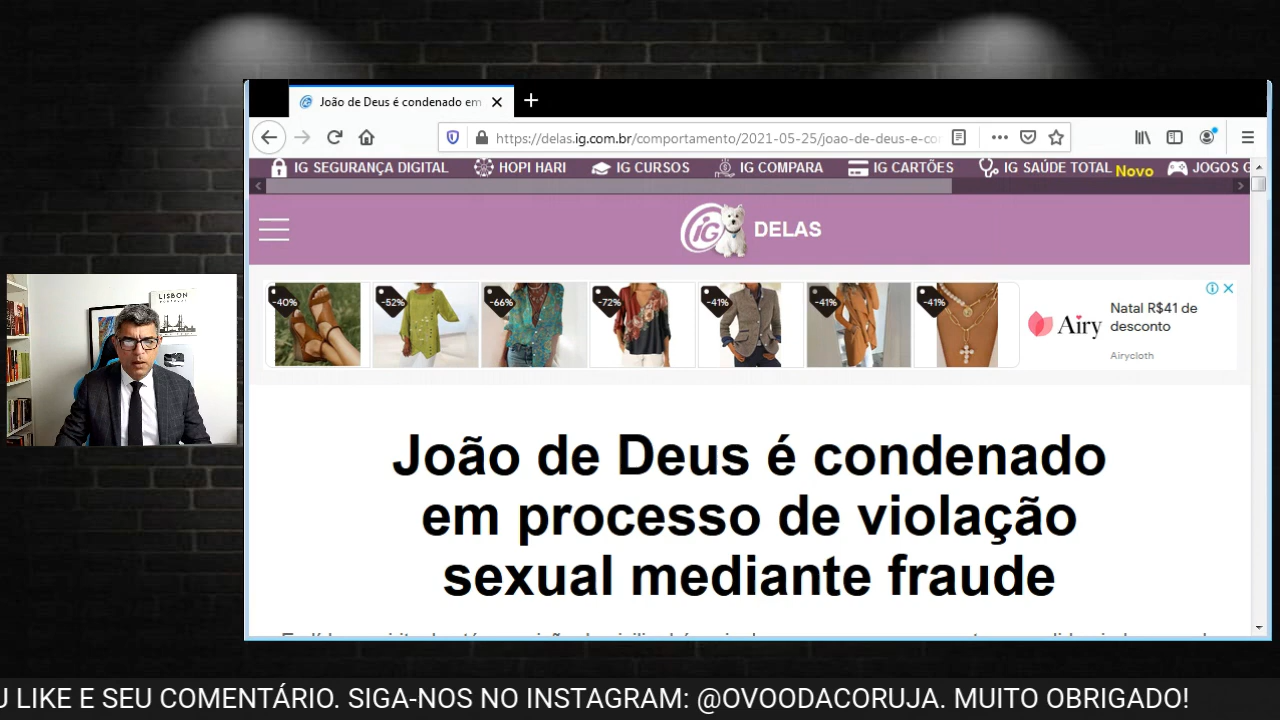 João de Deus é condenado em
https://delas.ig.com.br/comportamento/2021-05-25/joao-de-deus-e-co
IG SEGURANÇA DIGITAL HOPI HARI IG CURSOS IG COMPARA IG CARTÕES IG SAÚDE TOTAL Novo JOGOS G
iG DELAS
-40% -52% -66% -72% -41% -41% -41%
Airy
Natal R$41 de
desconto
Airycloth
João de Deus é condenado
em processo de violação
sexual mediante fraude
LISBON
U LIKE E SEU COMENTÁRIO. SIGA-NOS NO INSTAGRAM: @OVOODACORUJA. MUITO OBRIGADO!